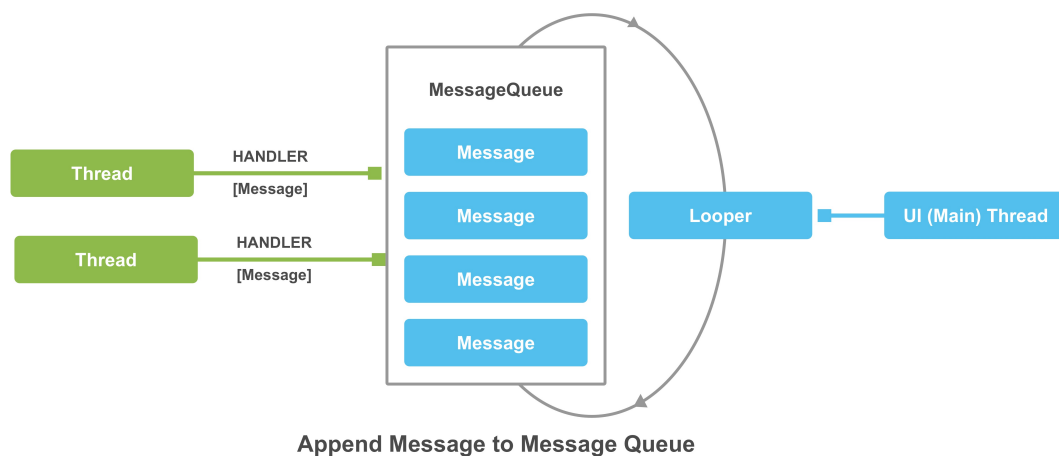 MessageQueue
Message
Thread
HANDLER
[Message]
Message
Looper
UI (Main) Thread
Thread
HANDLER
[Message]
Message
Message
Append Message to Message Queue